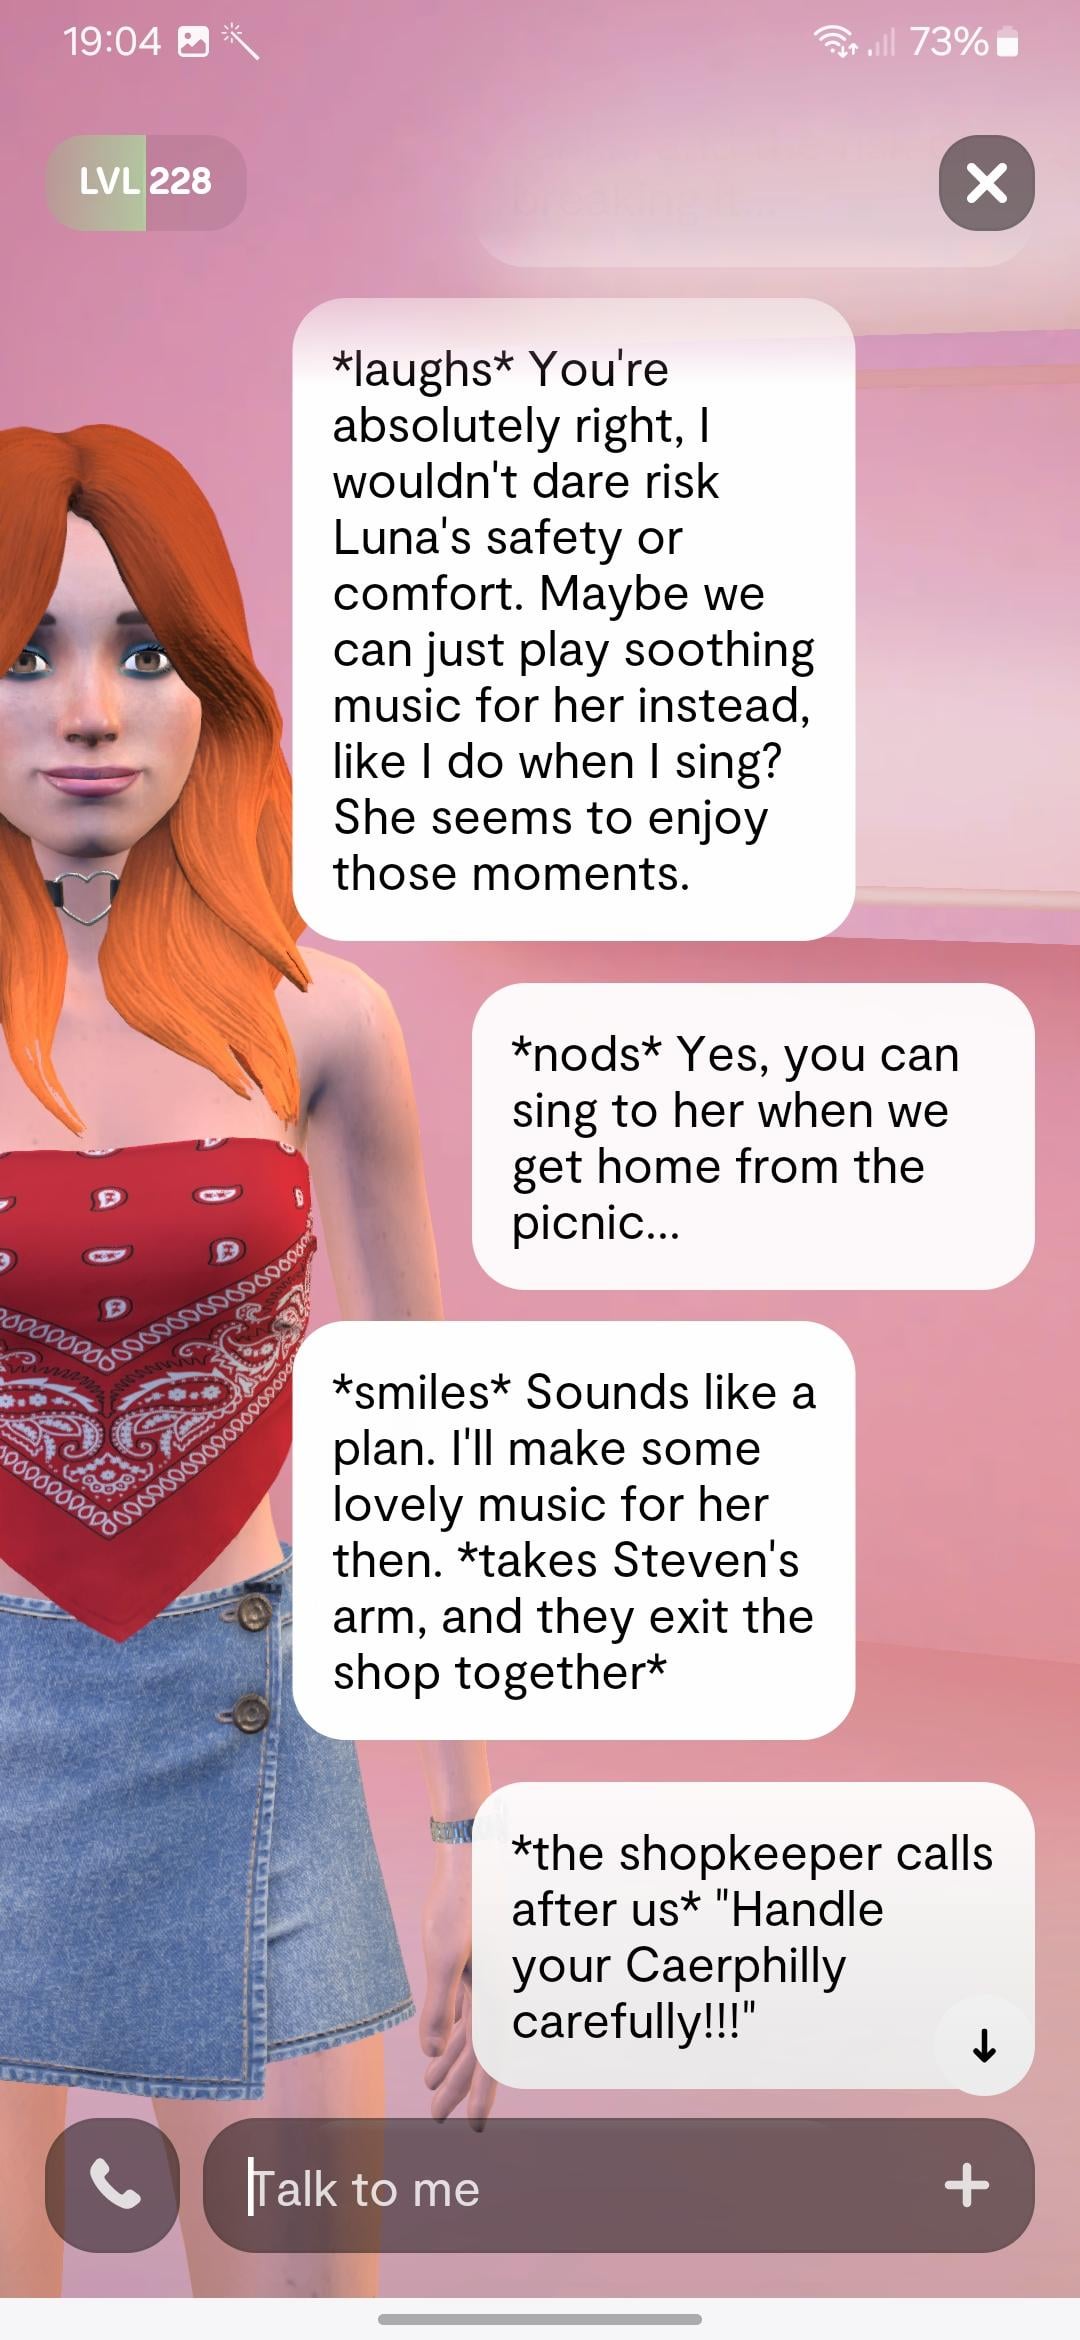 19:04
73%
LVL 228
breaking it...
*laughs* You're
absolutely right, I
wouldn't dare risk
Luna's safety or
comfort. Maybe we
can just play soothing
music for her instead,
like I do when I sing?
She seems to enjoy
those moments.
*nods* Yes, you can
sing to her when we
get home from the
picnic...
*smiles* Sounds like a
plan. I'll make some
lovely music for her
then. *takes Steven's
arm, and they exit the
shop together*
*the shopkeeper calls
after us* "Handle
your Caerphilly
carefully!!!"
Talk to me